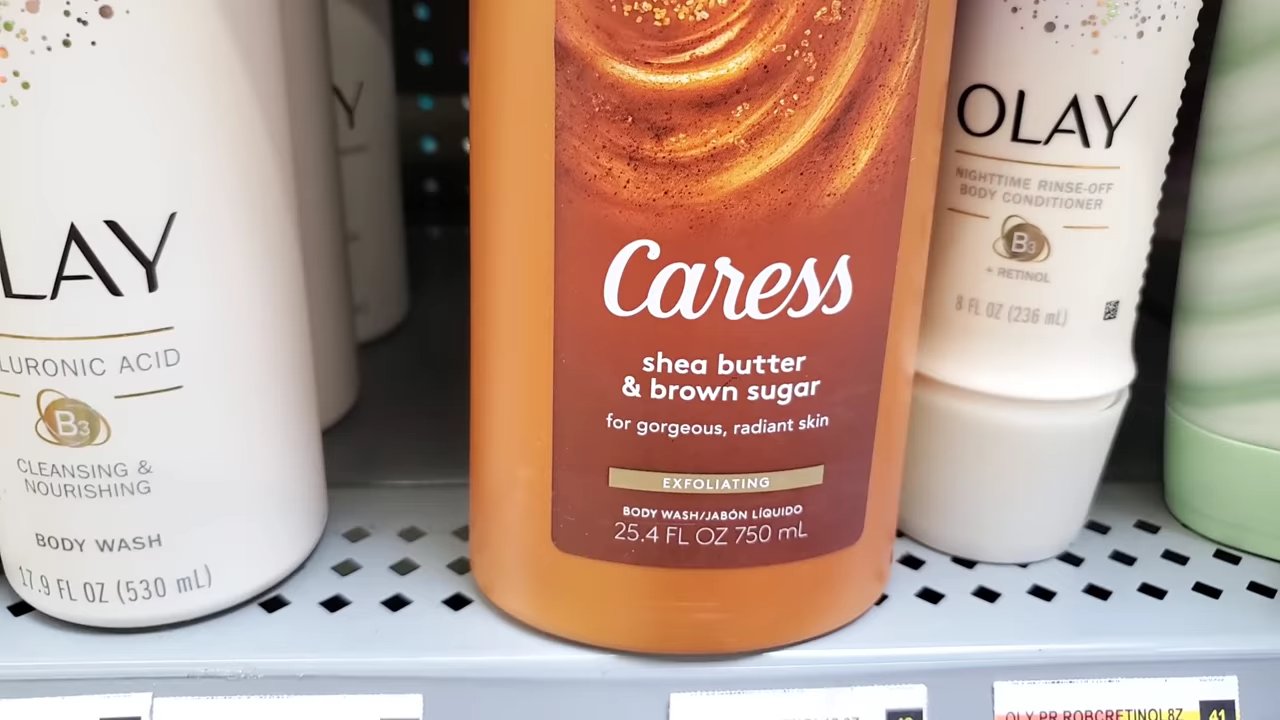 LAY
LURONIC ACID
B3
CLEANSING &
NOURISHING
BODY WASH
17.9 FL OZ (530 mL)
Y
Caress
shea butter
& brown sugar
for gorgeous, radiant skin
EXFOLIATING
BODY WASH/JABÓN LÍQUIDO
25.4 FL OZ 750 mL
OLAY
NIGHTTIME RINSE-OFF
BODY CONDITIONER
B3
+ RETINOL
8 FL OZ (236 mL)
OLY PR ROBCRETINOL8Z
41